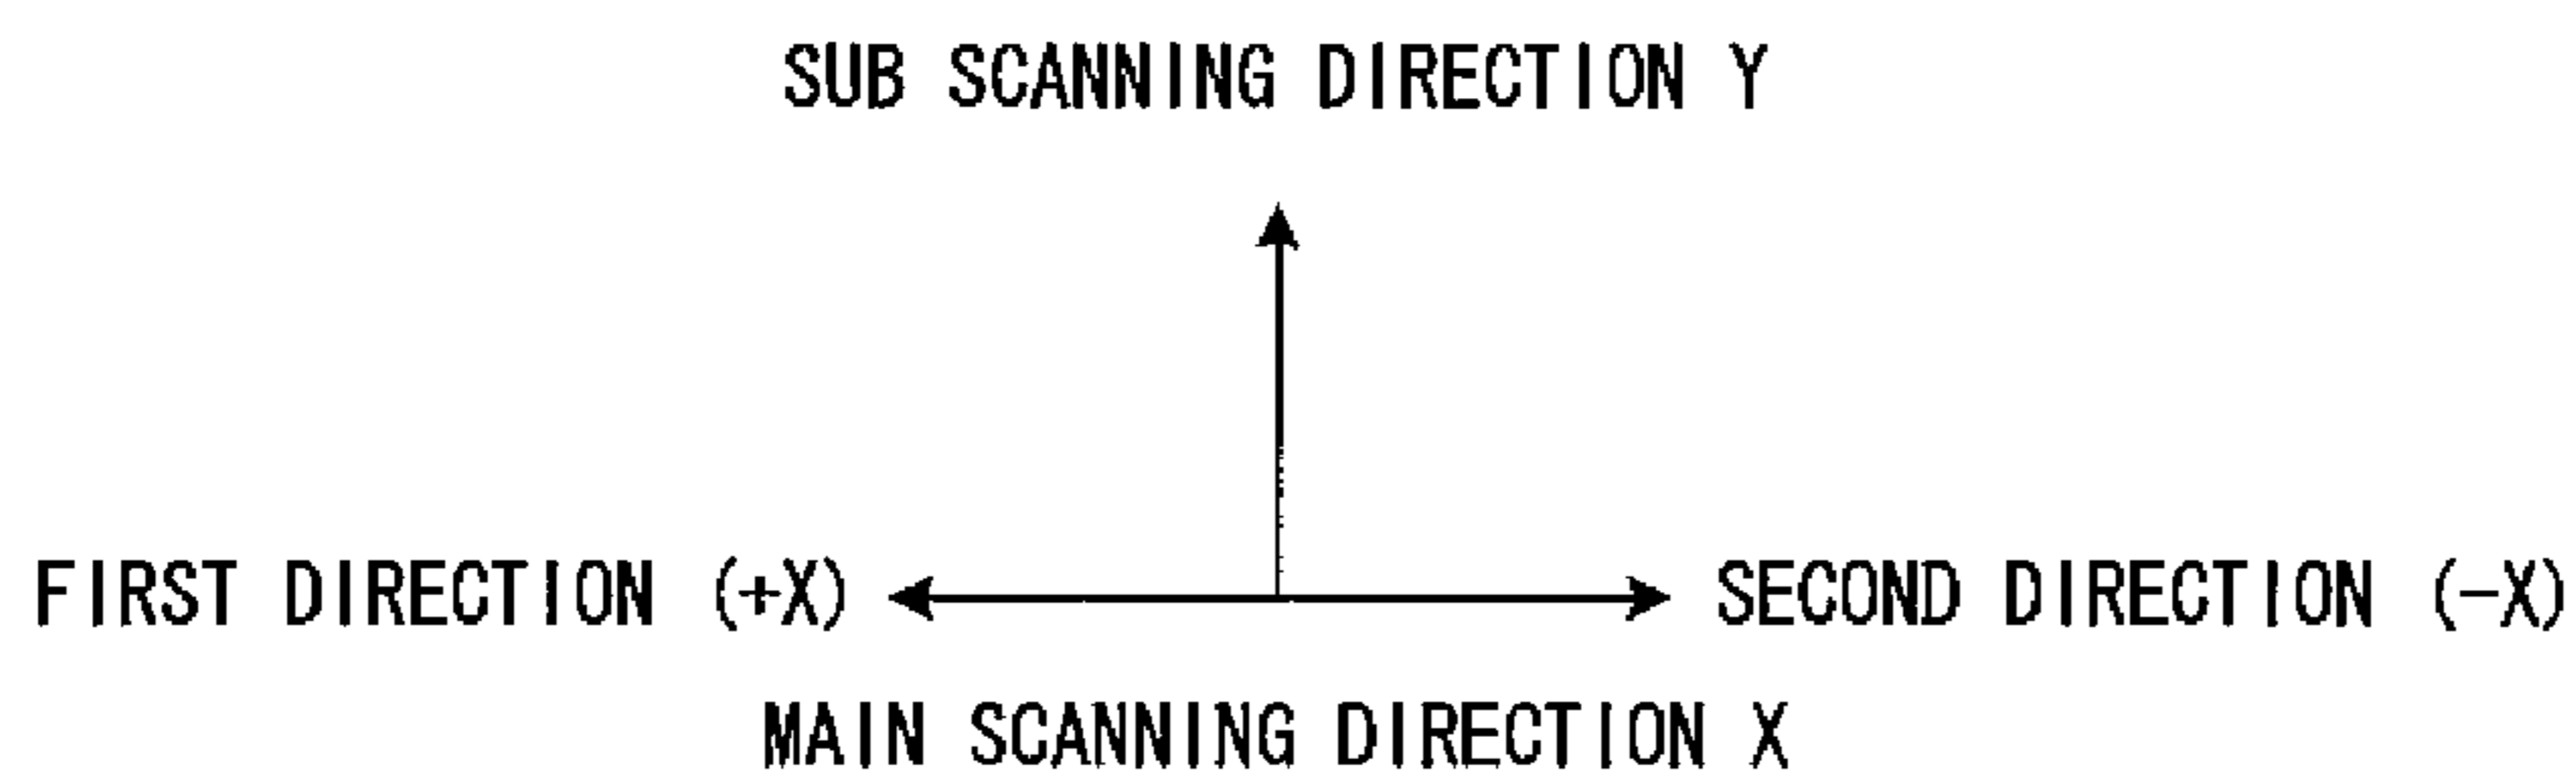 SUB SCANNING DIRECTION Y
FIRST DIRECTION (+X)
SECOND DIRECTION (-X)
MAIN SCANNING DIRECTION X